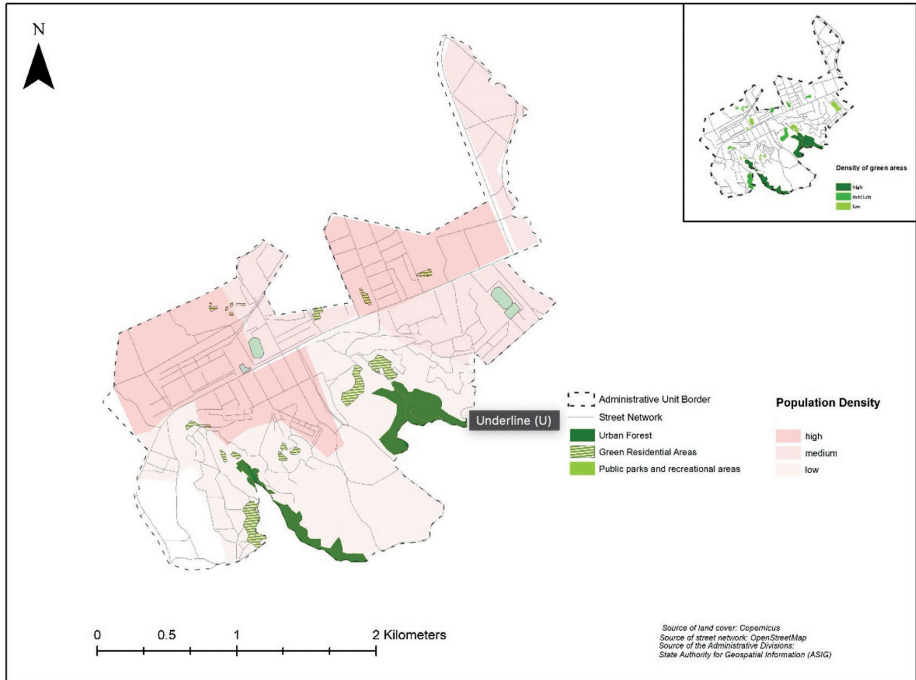 N
Density of green areas
high
medium
low
Administrative Unit Border
Street Network
Urban Forest
Green Residential Areas
Public parks and recreational areas
Underline (U)
Population Density
high
medium
low
0 0.5 1 2 Kilometers
Source of land cover: Copernicus
Source of street network: OpenStreetMap
Source of the Administrative Divisions:
State Authority for Geospatial Information (ASIG)